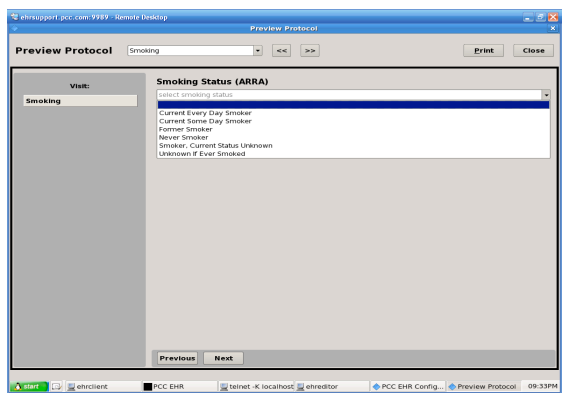 ehrsupport.pcc.com:9989 - Remote Desktop
Preview Protocol
Preview Protocol Smoking << >> Print Close
Visit:
Smoking
Smoking Status (ARRA)
select smoking status
Current Every Day Smoker
Current Some Day Smoker
Former Smoker
Never Smoker
Smoker, Current Status Unknown
Unknown If Ever Smoked
Previous Next
start ehrclient PCC EHR telnet -K localhost ehreditor PCC EHR Config... Preview Protocol 09:33PM